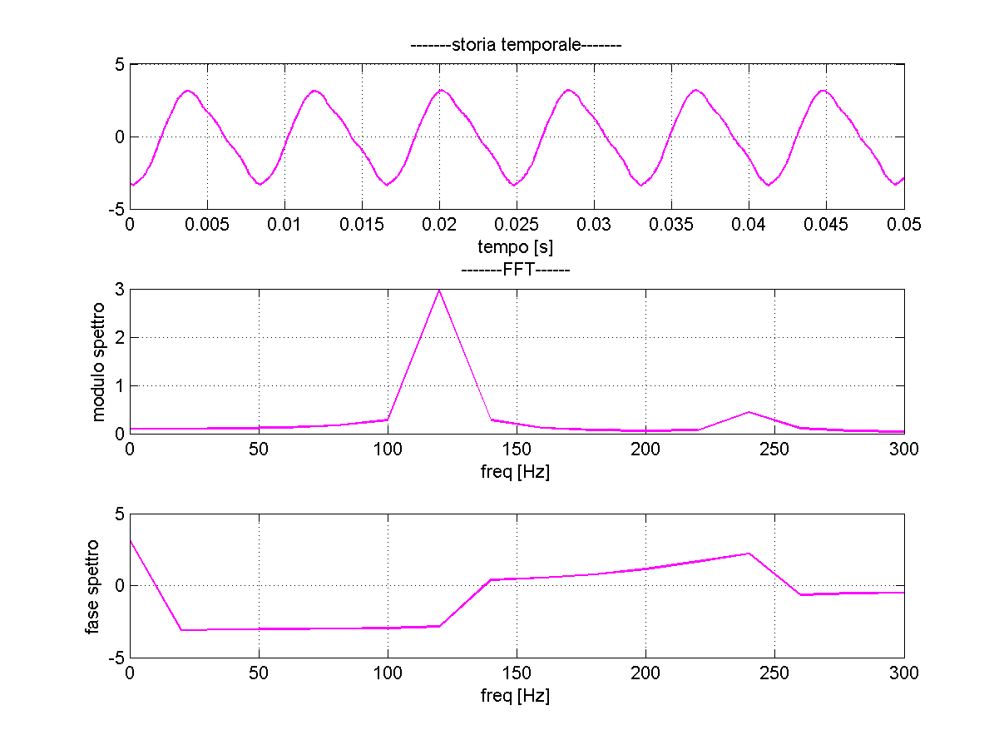 -------storia temporale-------
5
0
-5
0 0.005 0.01 0.015 0.02 0.025 0.03 0.035 0.04 0.045 0.05
tempo [s]
-------FFT------
3
2
1
0
modulo spettro
0 50 100 150 200 250 300
freq [Hz]
5
0
-5
fase spettro
0 50 100 150 200 250 300
freq [Hz]